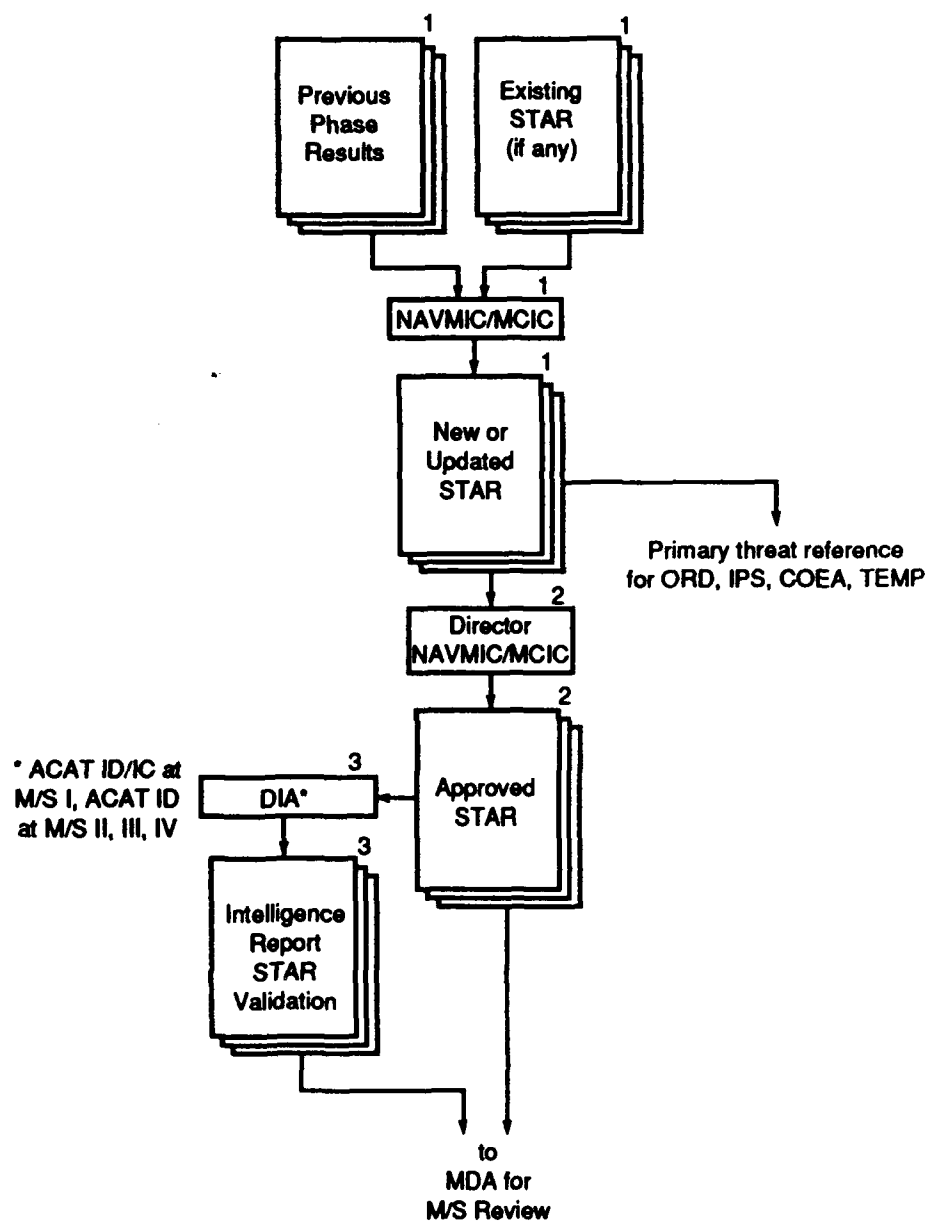 1
Previous
Phase
Results
1
Existing
STAR
(if any)
1
NAVMIC/MCIC
1
New or
Updated
STAR
Primary threat reference
for ORD, IPS, COEA, TEMP
2
Director
NAVMIC/MCIC
2
Approved
STAR
* ACAT ID/IC at
M/S I, ACAT ID
at M/S II, III, IV
3
DIA*
3
Intelligence
Report
STAR
Validation
to
MDA for
M/S Review